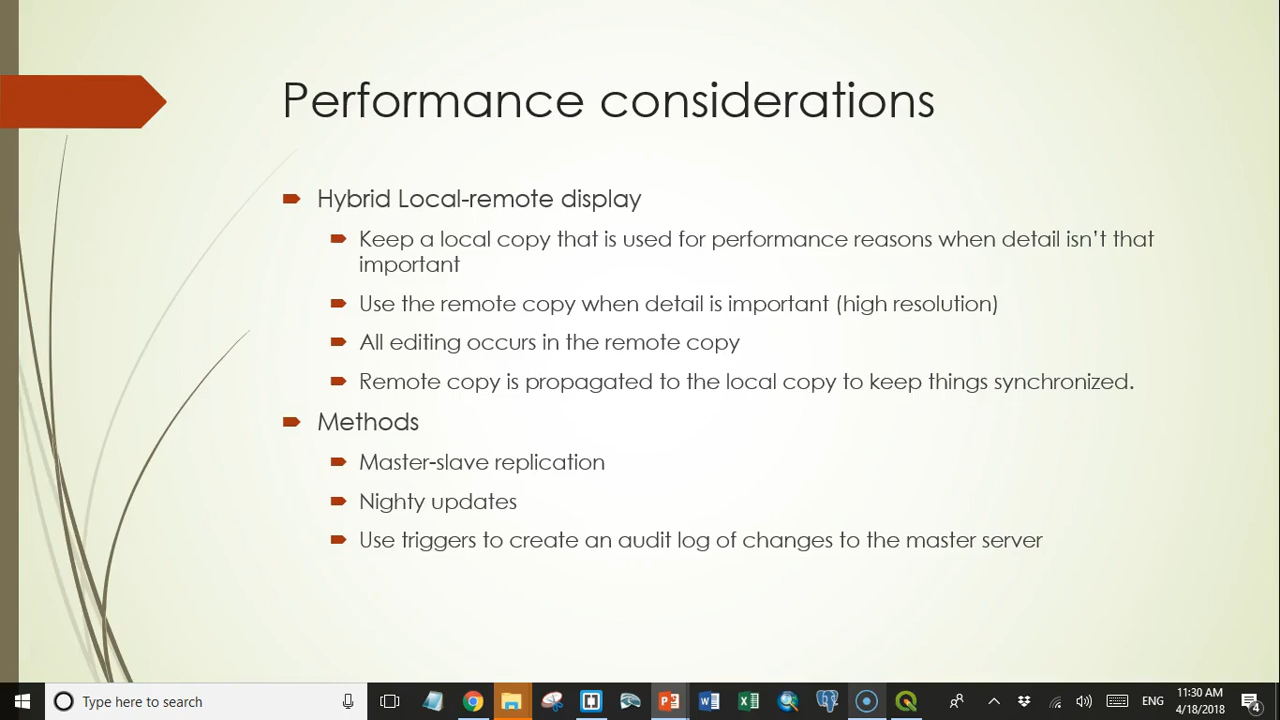 Performance considerations
Hybrid Local-remote display
Keep a local copy that is used for performance reasons when detail isn’t that
important
Use the remote copy when detail is important (high resolution)
All editing occurs in the remote copy
Remote copy is propagated to the local copy to keep things synchronized.
Methods
Master-slave replication
Nighty updates
Use triggers to create an audit log of changes to the master server
Type here to search
ENG
11:30 AM
4/18/2018
4